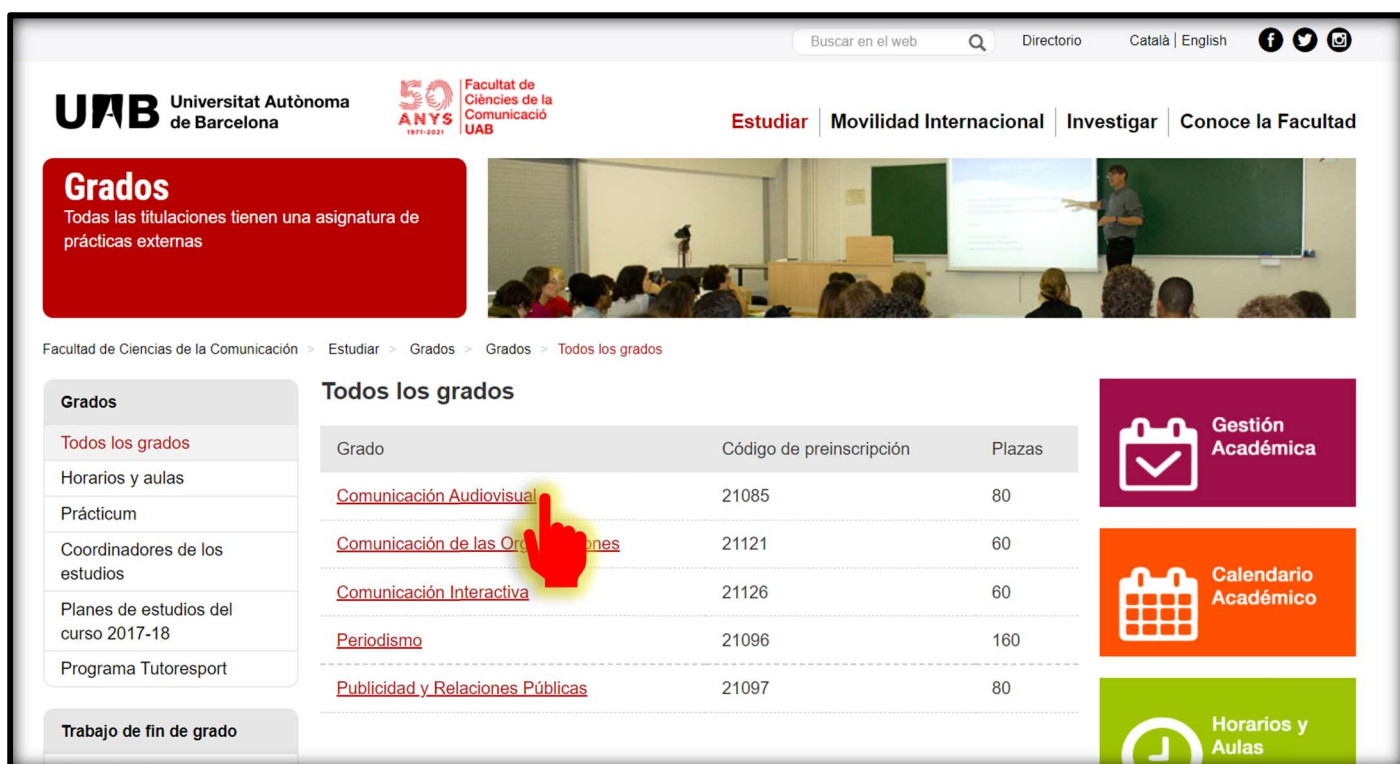 Buscar en el web
Directorio
Català | English
UAB Universitat Autònoma
de Barcelona
50
ANYS
1971-2021
Facultat de
Ciències de la
Comunicació
UAB
Estudiar | Movilidad Internacional | Investigar | Conoce la Facultad
Grados
Todas las titulaciones tienen una asignatura de
prácticas externas
Facultad de Ciencias de la Comunicación > Estudiar > Grados > Grados > Todos los grados
Grados
Todos los grados
Horarios y aulas
Prácticum
Coordinadores de los
estudios
Planes de estudios del
curso 2017-18
Programa Tutoresport
Trabajo de fin de grado
Todos los grados
Grado Código de preinscripción Plazas
Comunicación Audiovisual 21085 80
Comunicación de las 21121 60
Comunicación Interactiva 21126 60
Periodismo 21096 160
Publicidad y Relaciones Públicas 21097 80
Gestión
Académica
Calendario
Académico
Horarios y
Aulas